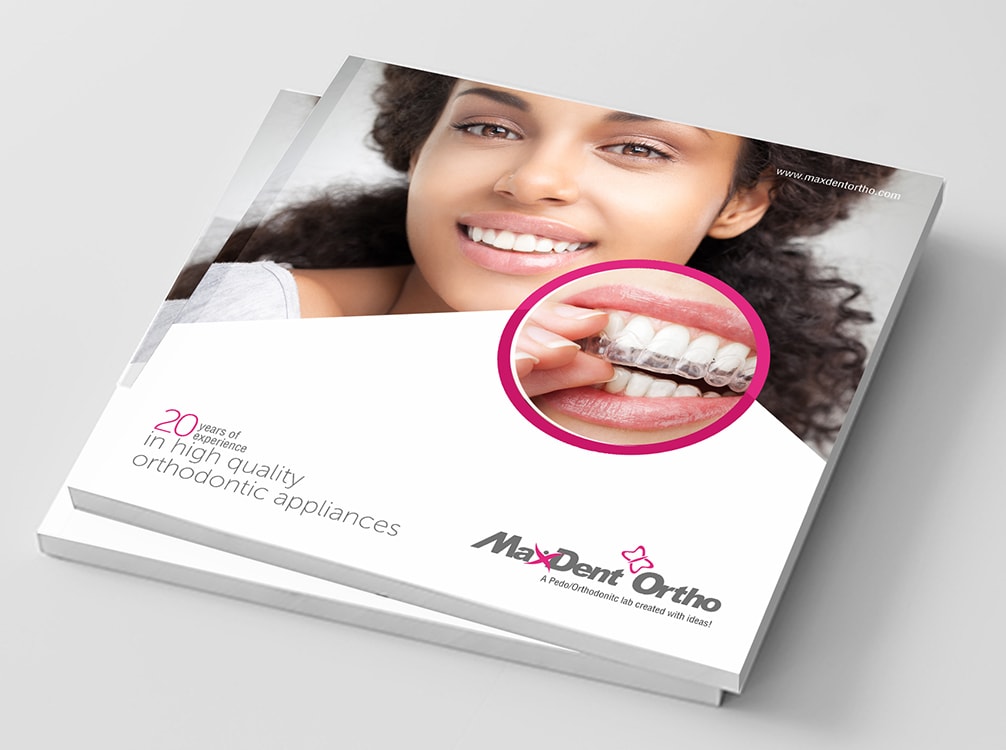 www.maxdentortho.com
20 years of
experience
in high quality
orthodontic appliances
MaxDent Ortho
A Pedo/Orthodonitc lab created with ideas!